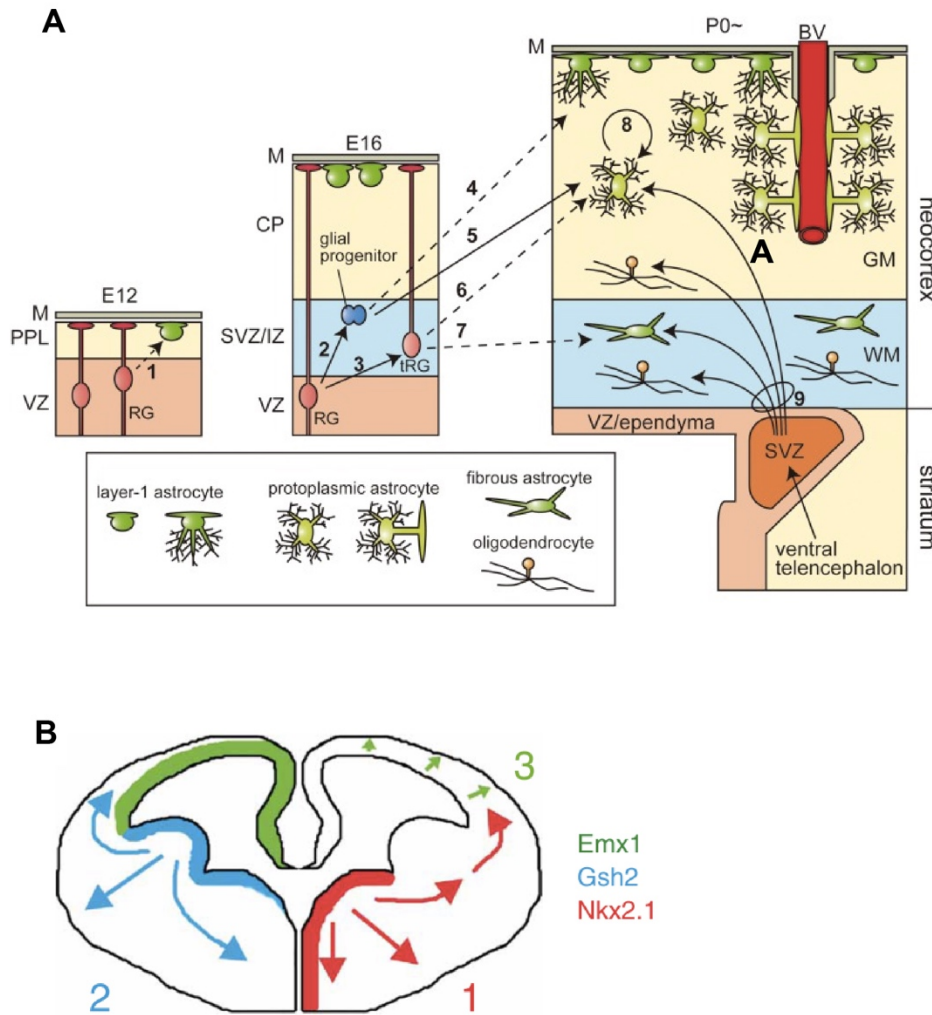 A
E12
M
PPL
VZ
1
RG
E16
M
CP
glial
progenitor
SVZ/IZ
2
3
tRG
VZ
RG
4
5
6
7
P0~
BV
M
8
A
GM
WM
9
VZ/ependyma
SVZ
ventral
telencephalon
neocortex
striatum
layer-1 astrocyte
protoplasmic astrocyte
fibrous astrocyte
oligodendrocyte
B
3
Emx1
Gsh2
Nkx2.1
2
1